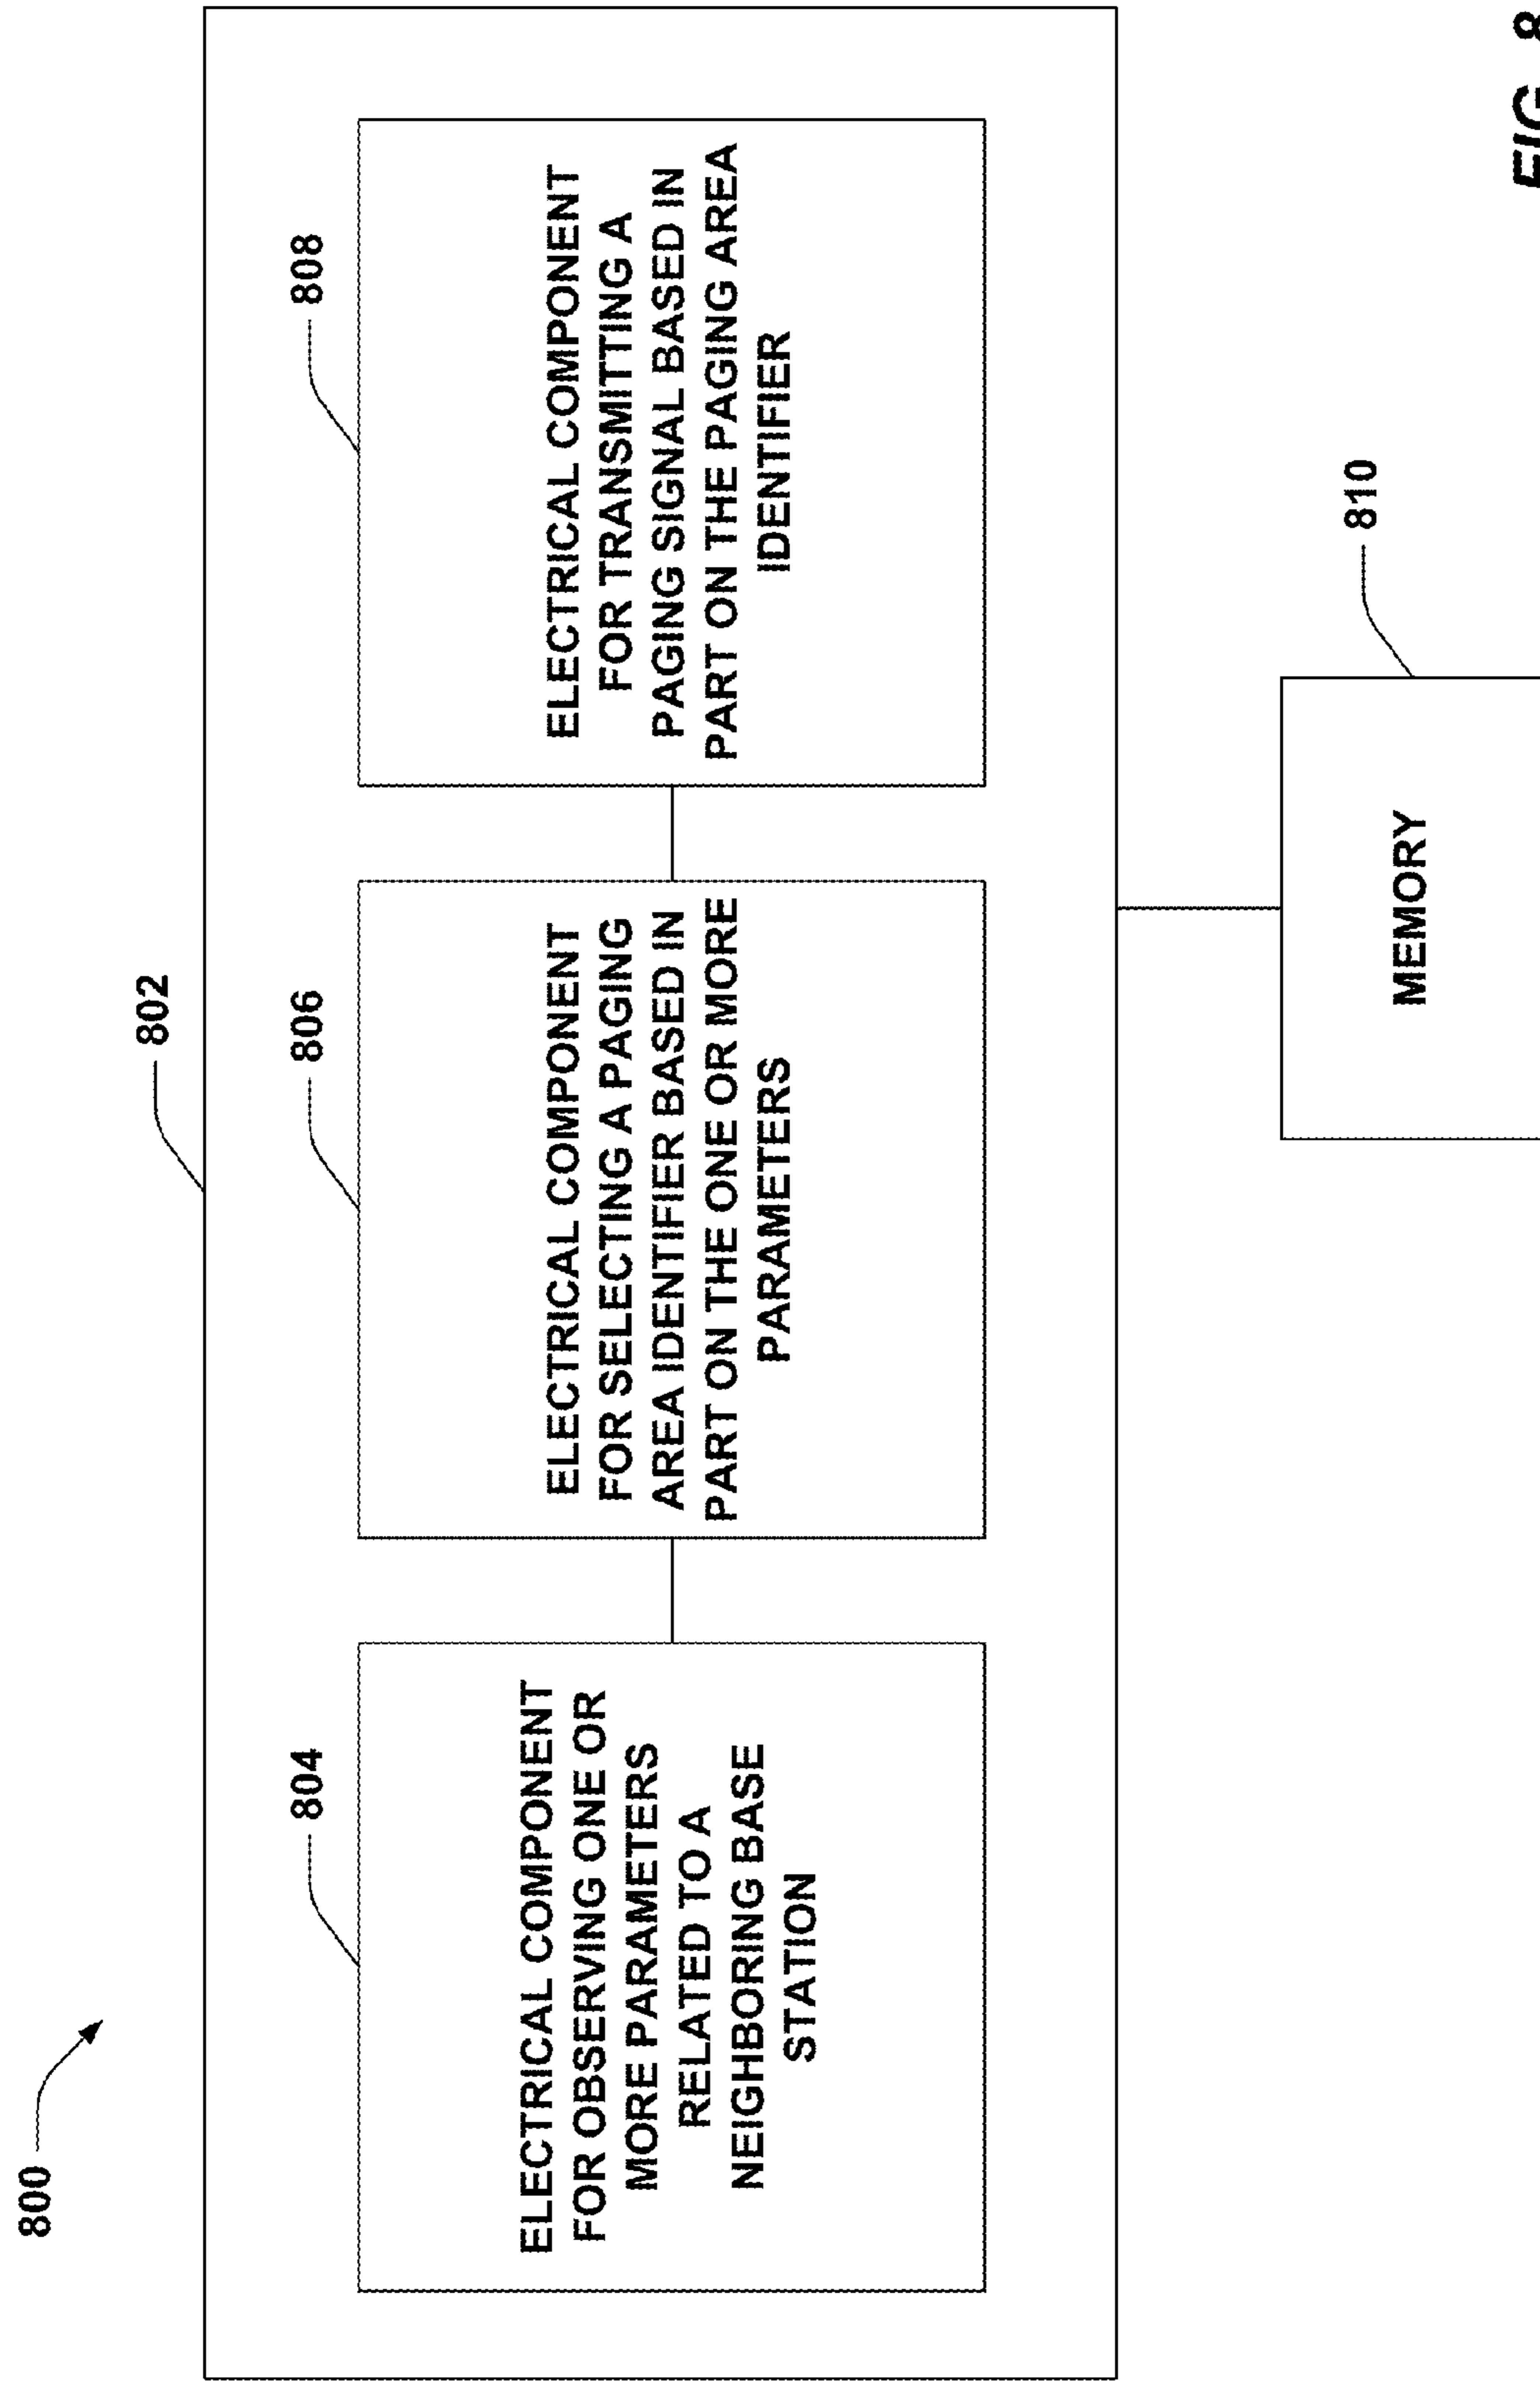 800
802
804
ELECTRICAL COMPONENT
FOR OBSERVING ONE OR
MORE PARAMETERS
RELATED TO A
NEIGHBORING BASE
STATION
806
ELECTRICAL COMPONENT
FOR SELECTING A PAGING
AREA IDENTIFIER BASED IN
PART ON THE ONE OR MORE
PARAMETERS
808
ELECTRICAL COMPONENT
FOR TRANSMITTING A
PAGING SIGNAL BASED IN
PART ON THE PAGING AREA
IDENTIFIER
810
MEMORY
FIG. 8